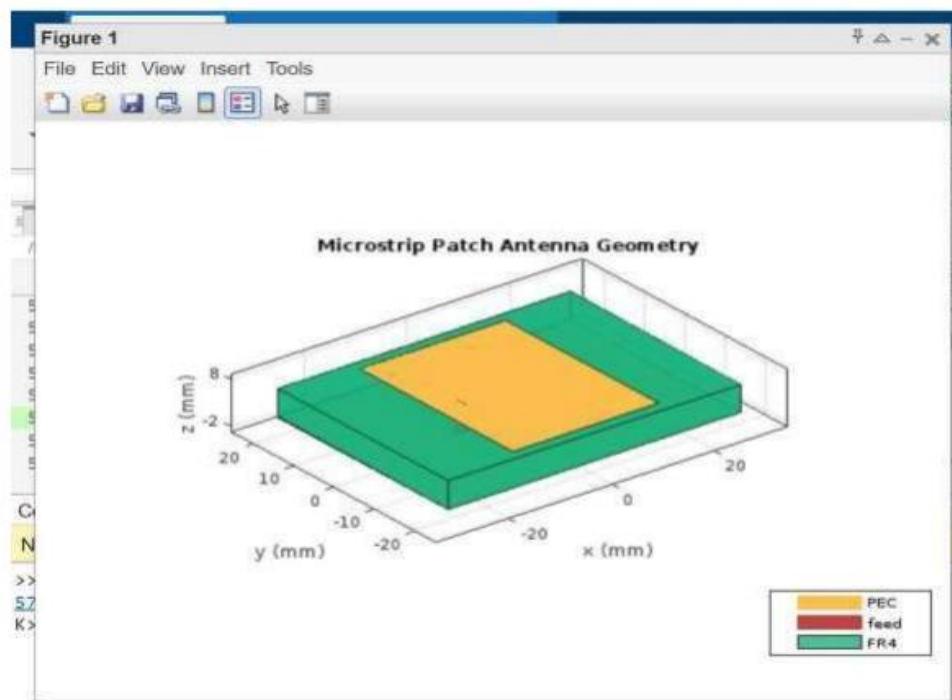 Figure 1
File Edit View Insert Tools
Microstrip Patch Antenna Geometry
8
-2
z (mm)
20
10
0
-10
-20
y (mm)
-20
0
20
x (mm)
PEC
feed
FR4
N
>>
57
K>